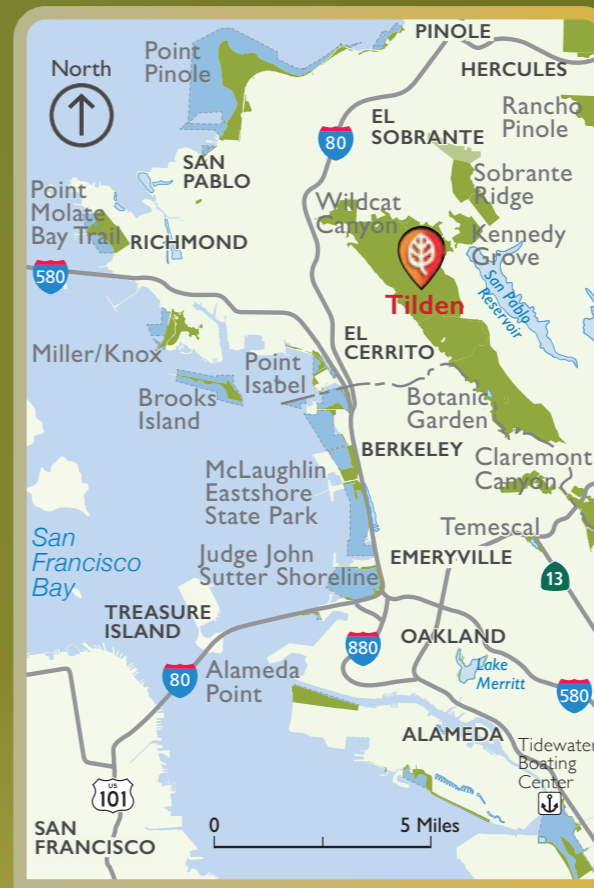 PINOLE
Point
Pinole
North
HERCULES
Rancho
Pinole
EL
SOBRANTE
80
SAN
PABLO
Sobrante
Ridge
Point
Molate
Bay Trail
Wildcat
Canyon
RICHMOND
Kennedy
Grove
580
San Pablo
Reservoir
Tilden
EL
CERRITO
Miller/Knox
Point
Isabel
Brooks
Island
Botanic
Garden
BERKELEY
Claremont
Canyon
McLaughlin
Eastshore
State Park
Temescal
San
Francisco
Bay
Judge John
Sutter Shoreline
EMERYVILLE
13
TREASURE
ISLAND
OAKLAND
880
80
Alameda
Point
Lake
Merritt
580
ALAMEDA
Tidewater
Boating
Center
US
101
0 5 Miles
SAN
FRANCISCO